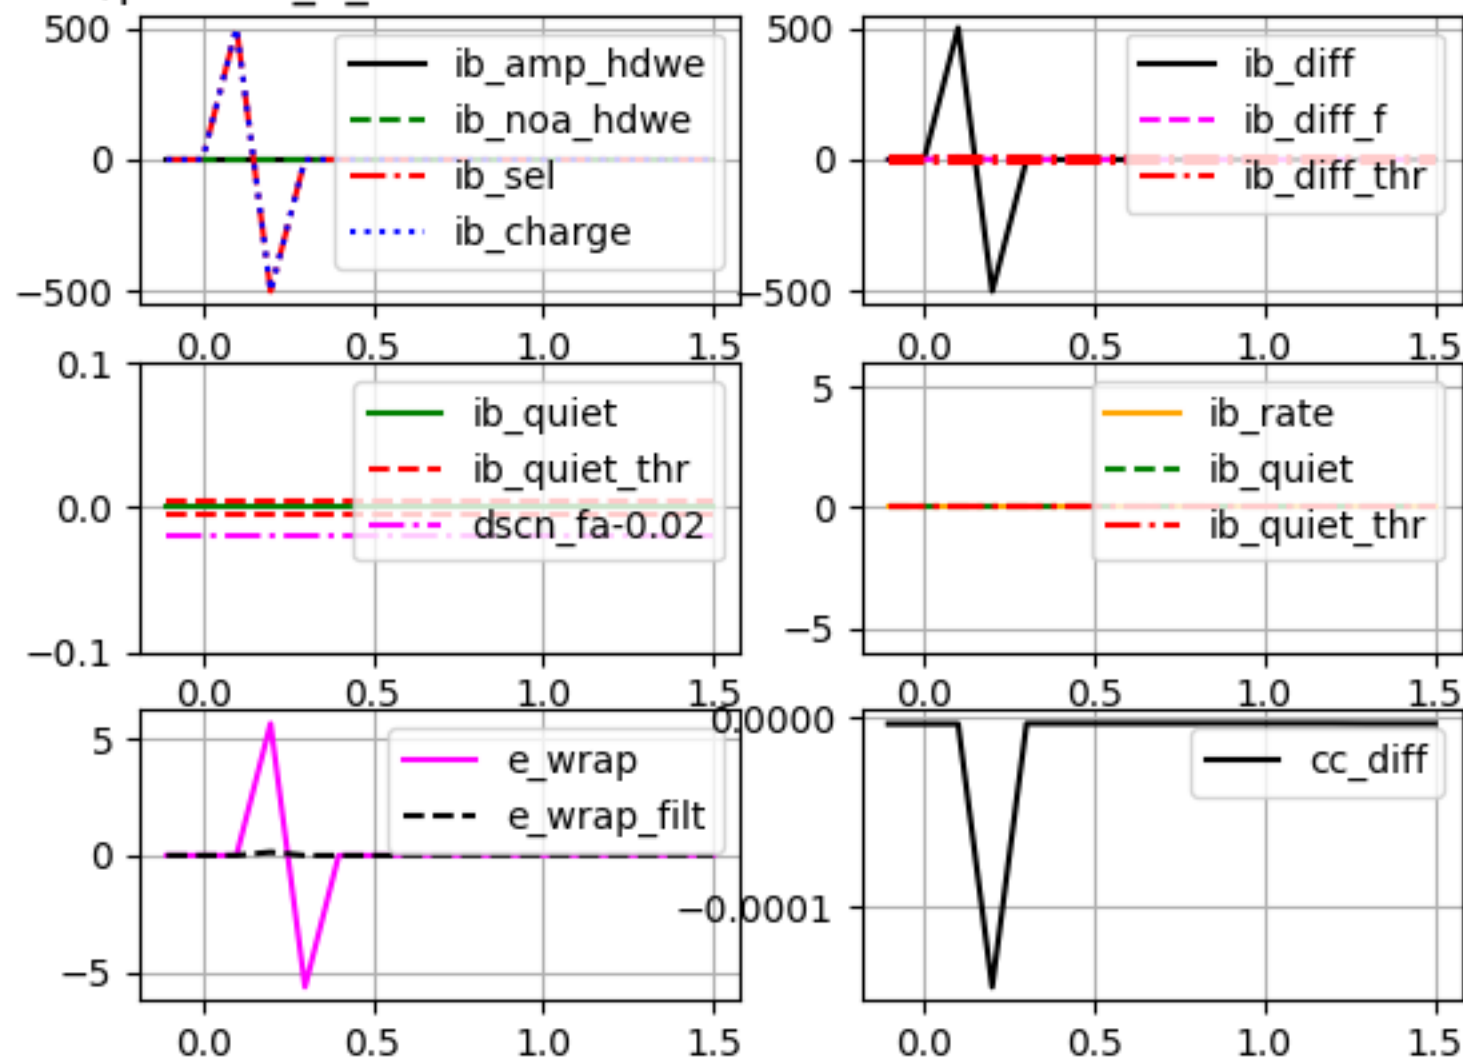 500
0
−500
0.0 0.5 1.0 1.5
ib_amp_hdwe
ib_noa_hdwe
ib_sel
ib_charge
500
0
−500
0.0 0.5 1.0 1.5
ib_diff
ib_diff_f
ib_diff_thr
0.1
0.0
−0.1
0.0 0.5 1.0 1.5
ib_quiet
ib_quiet_thr
dscn_fa-0.02
5
0
−5
0.0 0.5 1.0 1.5
ib_rate
ib_quiet
ib_quiet_thr
5
0
−5
0.0 0.5 1.0 1.5
e_wrap
e_wrap_filt
0.0000
−0.0001
0.0 0.5 1.0 1.5
cc_diff